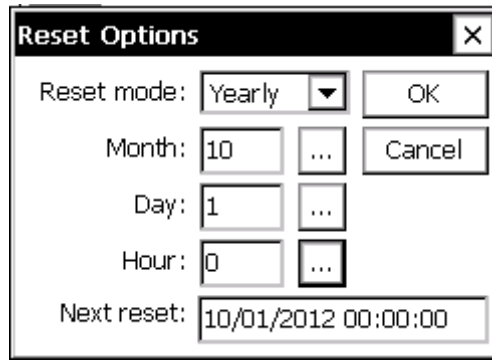 Reset Options
Reset mode: Yearly OK
Month: 10 ... Cancel
Day: 1 ...
Hour: 0 ...
Next reset: 10/01/2012 00:00:00